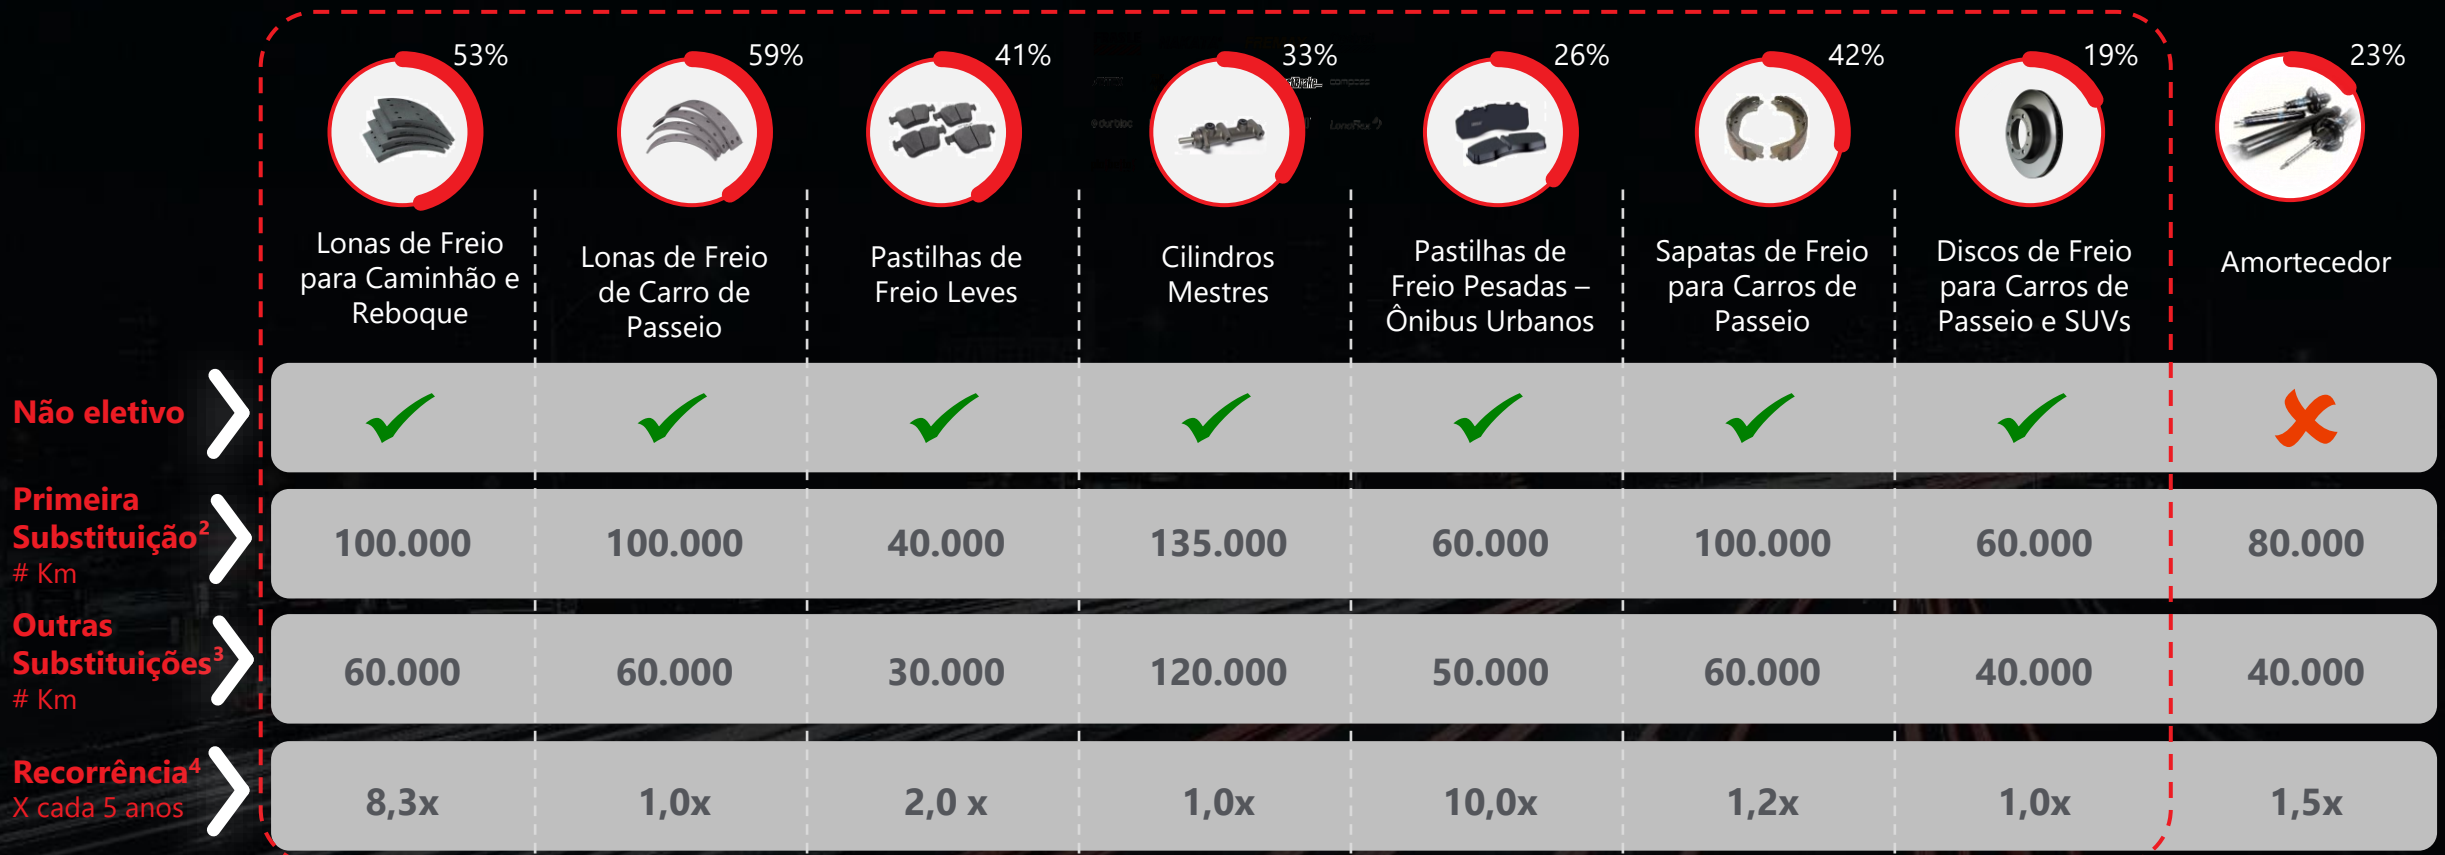 53%
59%
41%
33%
26%
42%
19%
23%
Lonas de Freio
para Caminhão e
Reboque
Lonas de Freio
de Carro de
Passeio
Pastilhas de
Freio Leves
Cilindros
Mestres
Pastilhas de
Freio Pesadas –
Ônibus Urbanos
Sapatas de Freio
para Carros de
Passeio
Discos de Freio
para Carros de
Passeio e SUVs
Amortecedor
Não eletivo
Primeira
Substituição²
# Km
100.000 100.000 40.000 135.000 60.000 100.000 60.000 80.000
Outras
Substituições³
# Km
60.000 60.000 30.000 120.000 50.000 60.000 40.000 40.000
Recorrência⁴
X cada 5 anos
8,3x 1,0x 2,0 x 1,0x 10,0x 1,2x 1,0x 1,5x